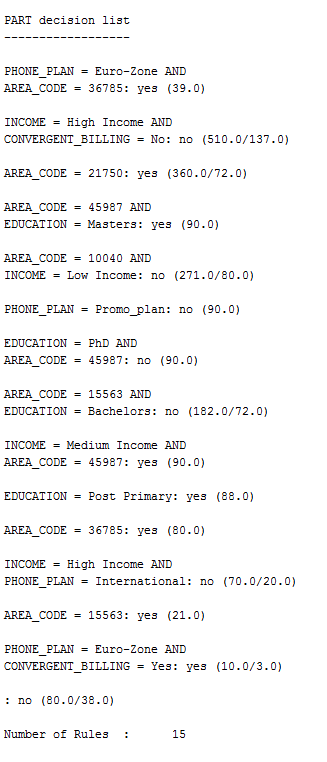 PART decision list
------------------
PHONE_PLAN = Euro-Zone AND
AREA_CODE = 36785: yes (39.0)
INCOME = High Income AND
CONVERGENT_BILLING = No: no (510.0/137.0)
AREA_CODE = 21750: yes (360.0/72.0)
AREA_CODE = 45987 AND
EDUCATION = Masters: yes (90.0)
AREA_CODE = 10040 AND
INCOME = Low Income: no (271.0/80.0)
PHONE_PLAN = Promo_plan: no (90.0)
EDUCATION = PhD AND
AREA_CODE = 45987: no (90.0)
AREA_CODE = 15563 AND
EDUCATION = Bachelors: no (182.0/72.0)
INCOME = Medium Income AND
AREA_CODE = 45987: yes (90.0)
EDUCATION = Post Primary: yes (88.0)
AREA_CODE = 36785: yes (80.0)
INCOME = High Income AND
PHONE_PLAN = International: no (70.0/20.0)
AREA_CODE = 15563: yes (21.0)
PHONE_PLAN = Euro-Zone AND
CONVERGENT_BILLING = Yes: yes (10.0/3.0)
: no (80.0/38.0)
Number of Rules  :      15